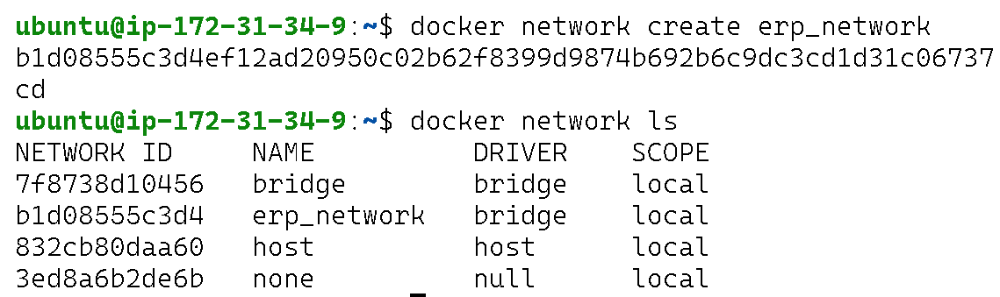 ubuntu@ip-172-31-34-9:~$ docker network create erp_network
b1d08555c3d4ef12ad20950c02b62f8399d9874b692b6c9dc3cd1d31c06737
cd
ubuntu@ip-172-31-34-9:~$ docker network ls
NETWORK ID     NAME          DRIVER    SCOPE
7f8738d10456   bridge        bridge    local
b1d08555c3d4   erp_network   bridge    local
832cb80daa60   host          host      local
3ed8a6b2de6b   none          null      local